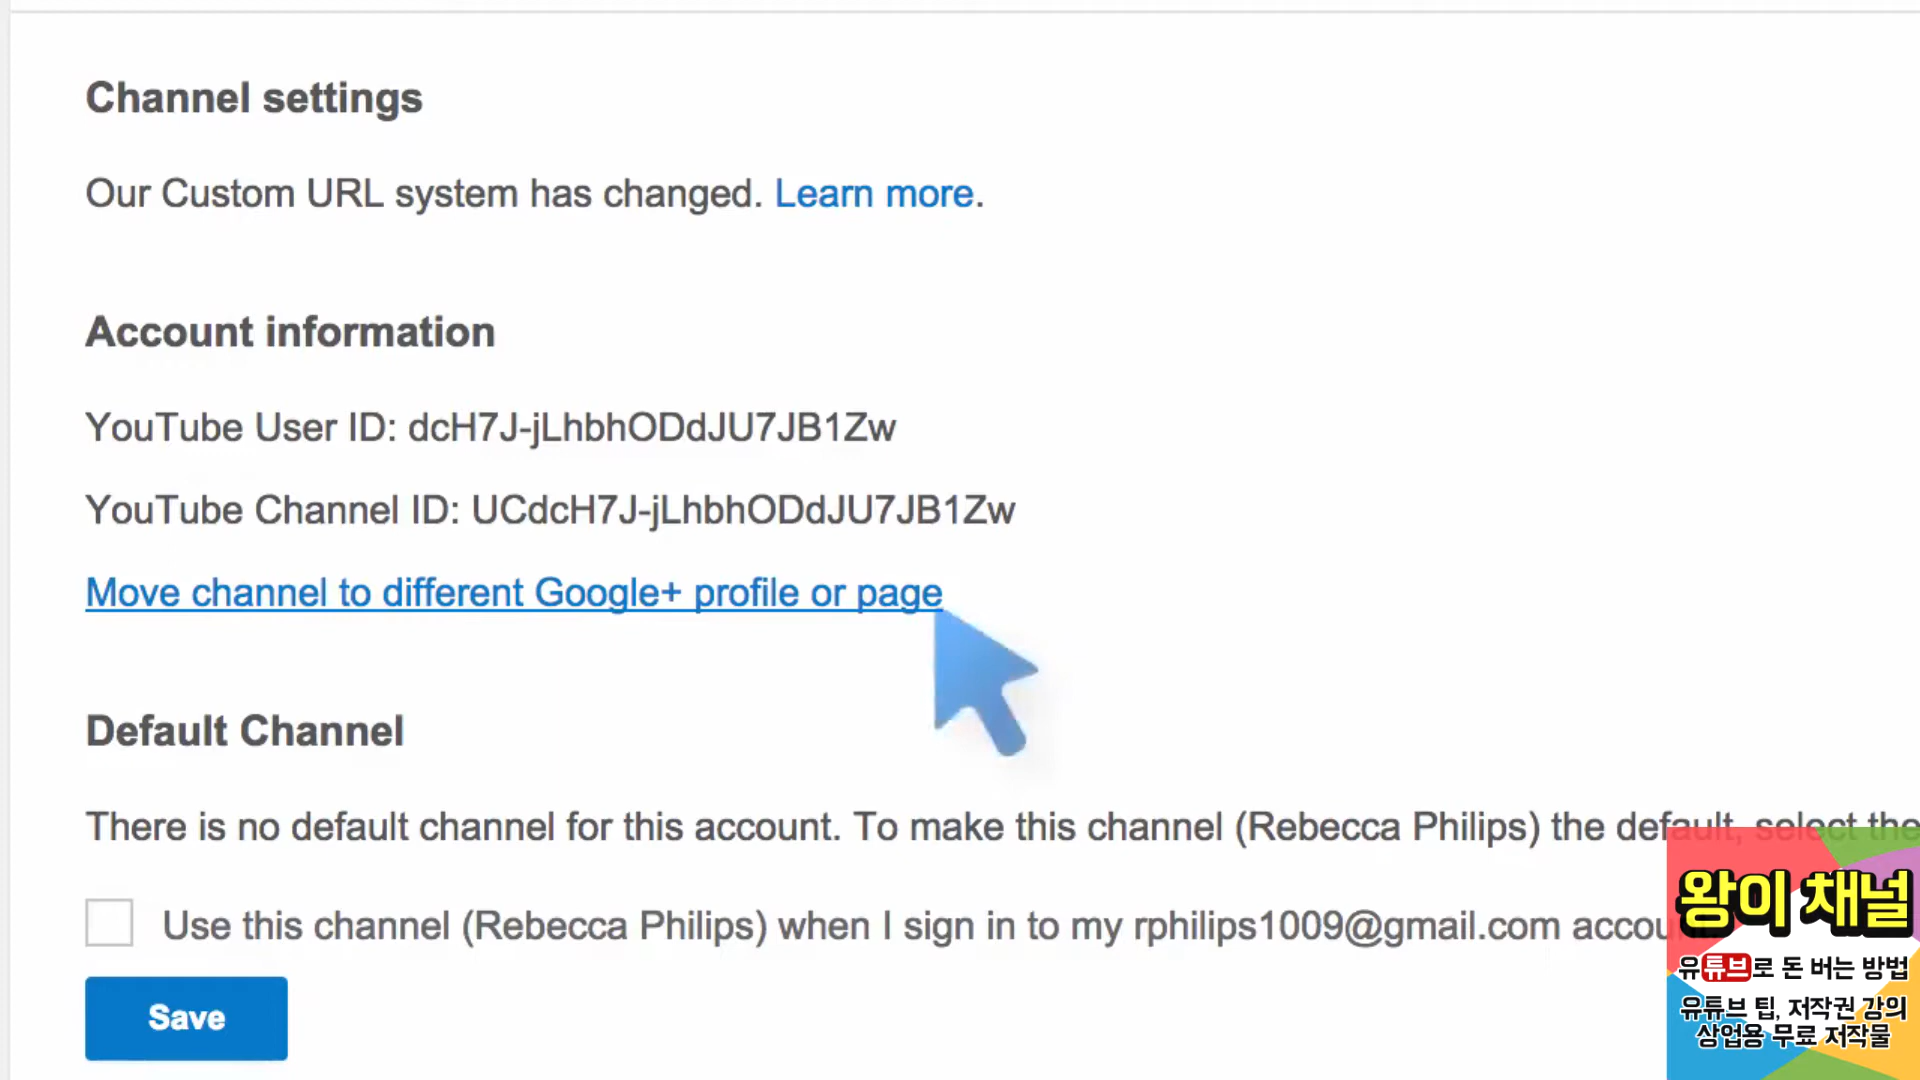 Channel settings
Our Custom URL system has changed. Learn more.
Account information
YouTube User ID: dcH7J-jLhbhODdJU7JB1Zw
YouTube Channel ID: UCdcH7J-jLhbhODdJU7JB1Zw
Move channel to different Google+ profile or page
Default Channel
There is no default channel for this account. To make this channel (Rebecca Philips) the default, select the
Use this channel (Rebecca Philips) when I sign in to my rphilips1009@gmail.com account.
Save
왕이 채널
유튜브로 돈 버는 방법
유튜브 팁, 저작권 강의
상업용 무료 저작물